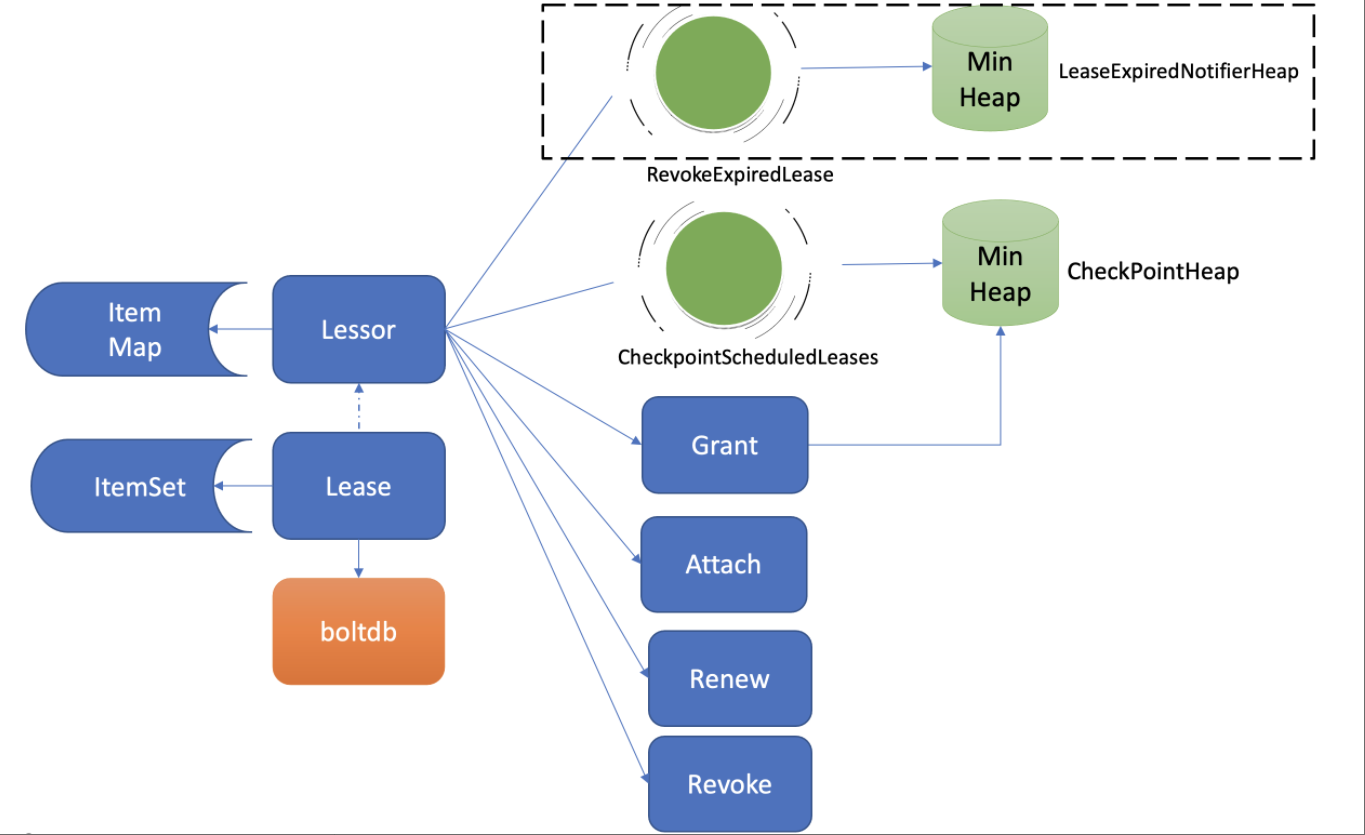 Min
Heap
LeaseExpiredNotifierHeap
RevokeExpiredLease
Min
Heap
CheckPointHeap
CheckpointScheduledLeases
Item
Map
Lessor
Grant
ItemSet
Lease
Attach
boltdb
Renew
Revoke